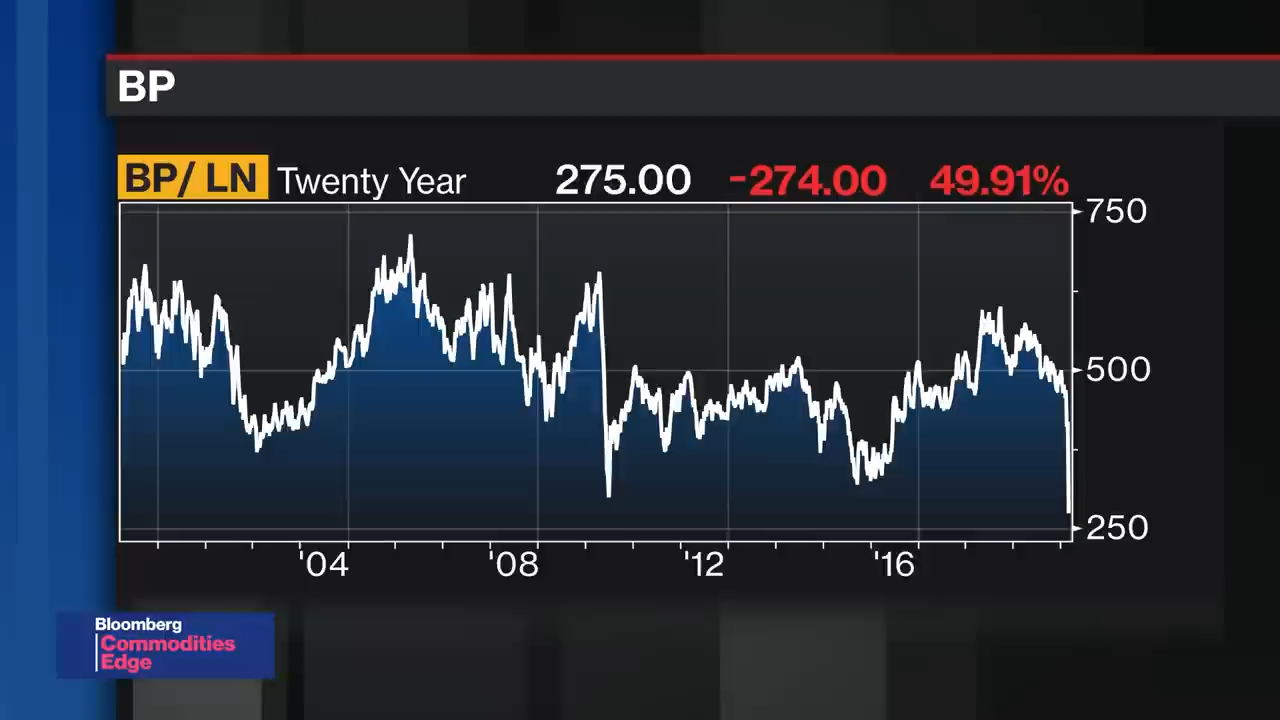 BP
BP/ LN Twenty Year 275.00 -274.00 49.91%
750
500
250
'04 '08 '12 '16
Bloomberg
Commodities
Edge